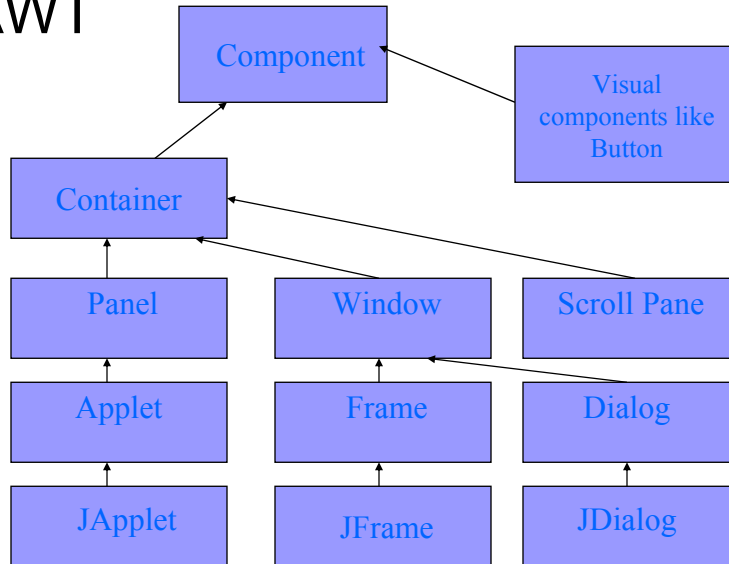 AWT
Component
Visual
components like
Button
Container
Panel
Window
Scroll Pane
Applet
Frame
Dialog
JApplet
JFrame
JDialog